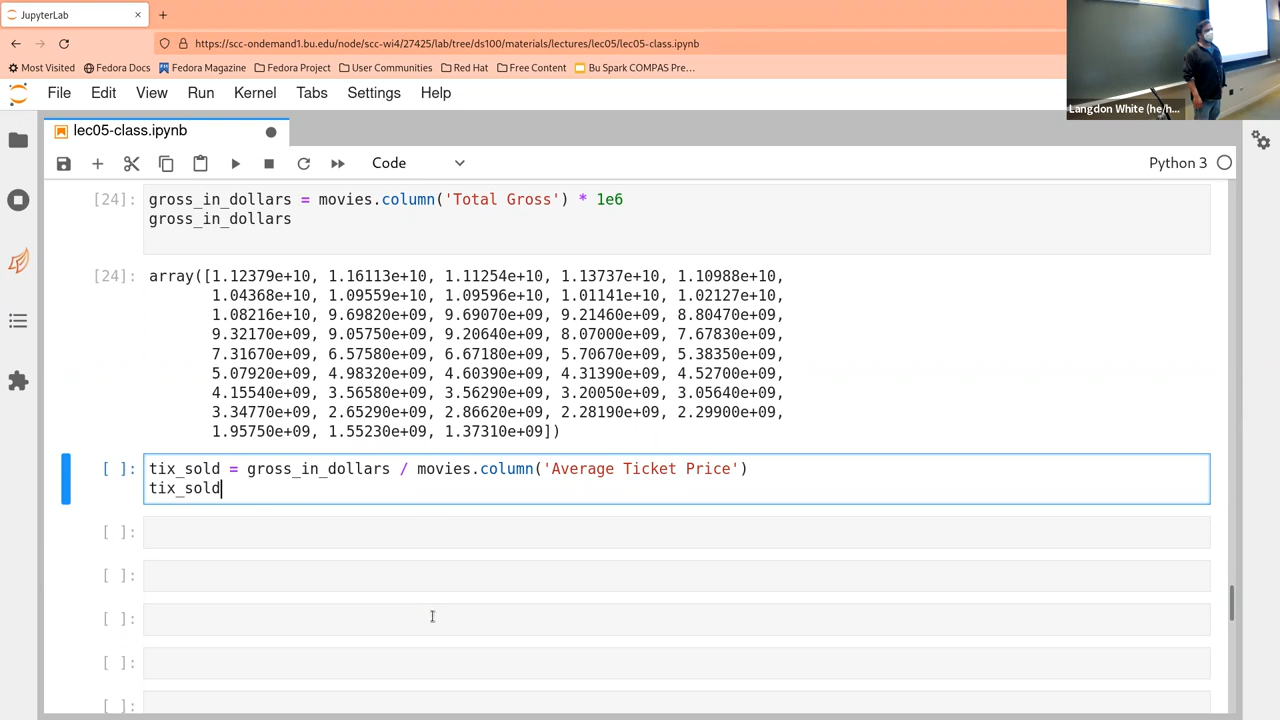 JupyterLab
https://scc-ondemand1.bu.edu/node/scc-wi4/27425/lab/tree/ds100/materials/lectures/lec05/lec05-class.ipynb
Most Visited Fedora Docs Fedora Magazine Fedora Project User Communities Red Hat Free Content Bu Spark COMPAS Pre...
File Edit View Run Kernel Tabs Settings Help
Langdon White (he/h...
lec05-class.ipynb
Code
Python 3
[24]: gross_in_dollars = movies.column('Total Gross') * 1e6
gross_in_dollars
[24]: array([1.12379e+10, 1.16113e+10, 1.11254e+10, 1.13737e+10, 1.10988e+10,
1.04368e+10, 1.09559e+10, 1.09596e+10, 1.01141e+10, 1.02127e+10,
1.08216e+10, 9.69820e+09, 9.69070e+09, 9.21460e+09, 8.80470e+09,
9.32170e+09, 9.05750e+09, 9.20640e+09, 8.07000e+09, 7.67830e+09,
7.31670e+09, 6.57580e+09, 6.67180e+09, 5.70670e+09, 5.38350e+09,
5.07920e+09, 4.98320e+09, 4.60390e+09, 4.31390e+09, 4.52700e+09,
4.15540e+09, 3.56580e+09, 3.56290e+09, 3.20050e+09, 3.05640e+09,
3.34770e+09, 2.65290e+09, 2.86620e+09, 2.28190e+09, 2.29900e+09,
1.95750e+09, 1.55230e+09, 1.37310e+09])
[ ]: tix_sold = gross_in_dollars / movies.column('Average Ticket Price')
tix_sold
[ ]:
[ ]:
[ ]:
[ ]:
[ ]: